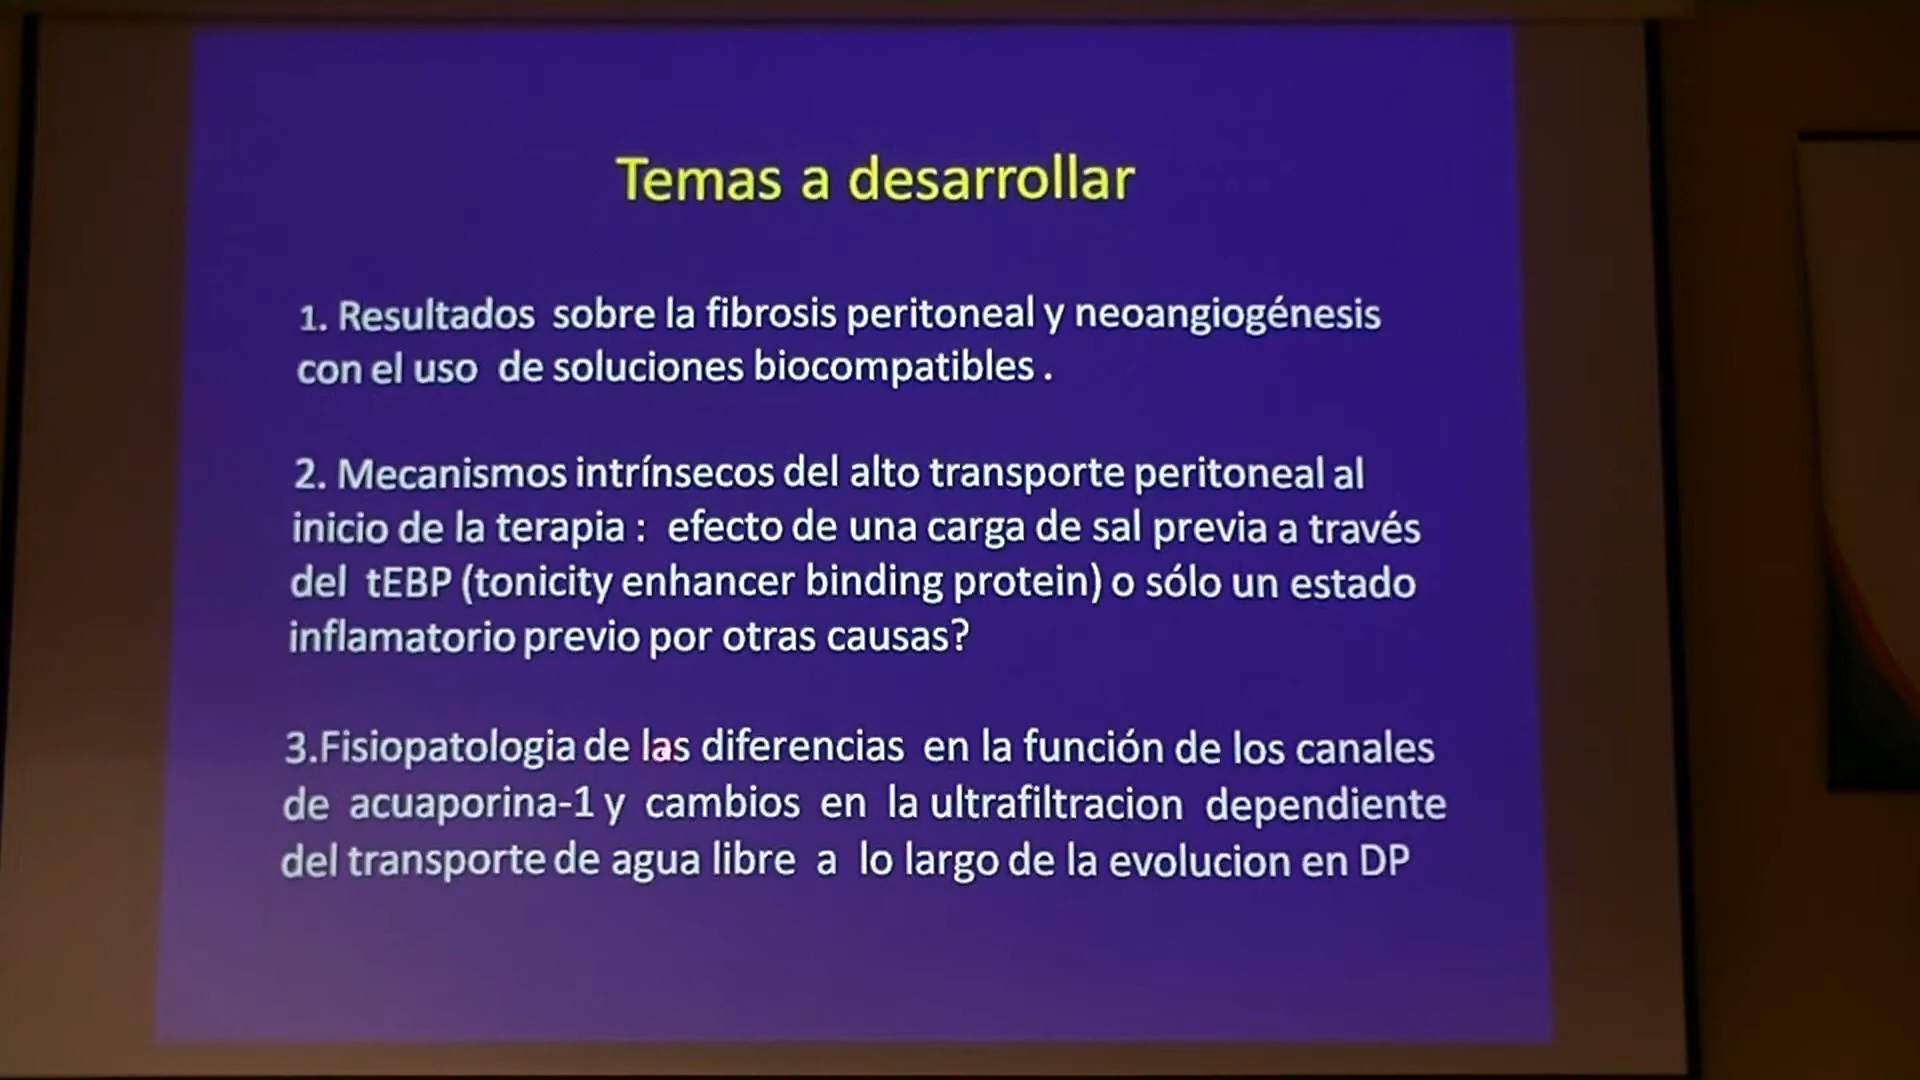 Temas a desarrollar
1. Resultados sobre la fibrosis peritoneal y neoangiogénesis
con el uso de soluciones biocompatibles .
2. Mecanismos intrínsecos del alto transporte peritoneal al
inicio de la terapia : efecto de una carga de sal previa a través
del tEBP (tonicity enhancer binding protein) o sólo un estado
inflamatorio previo por otras causas?
3.Fisiopatologia de las diferencias en la función de los canales
de acuaporina-1 y cambios en la ultrafiltracion dependiente
del transporte de agua libre a lo largo de la evolucion en DP